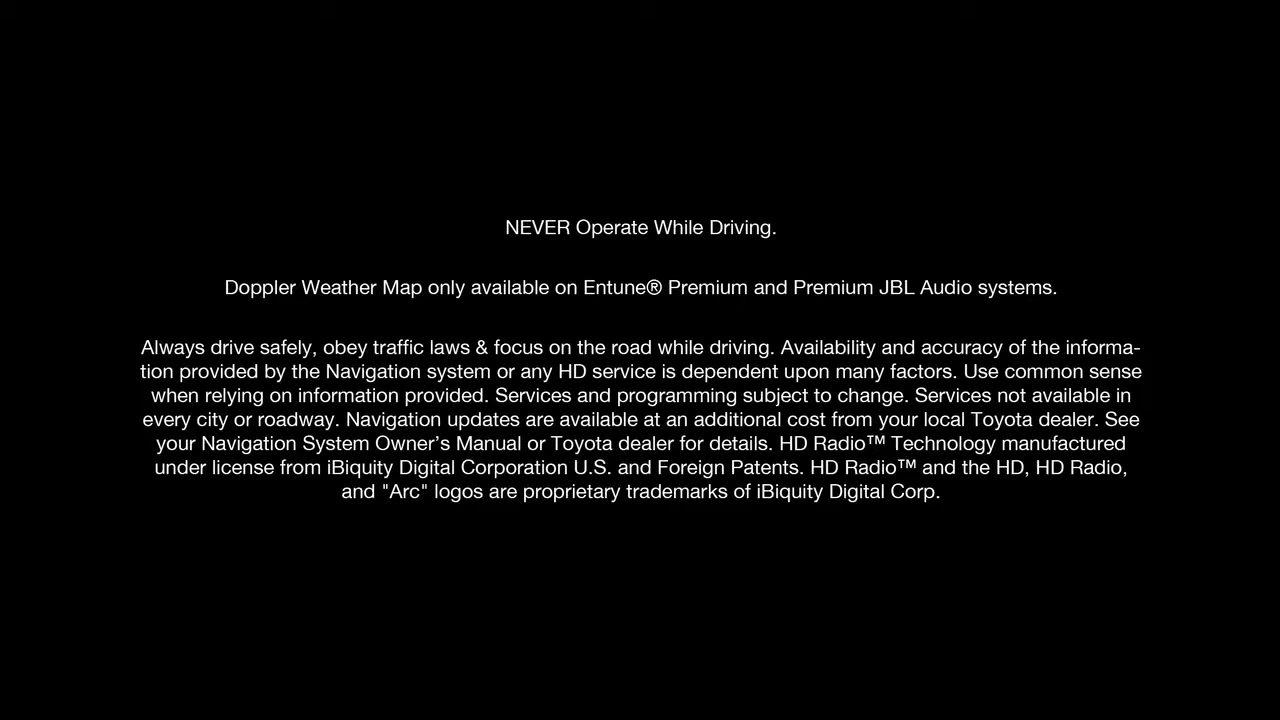 NEVER Operate While Driving.
Doppler Weather Map only available on Entune® Premium and Premium JBL Audio systems.
Always drive safely, obey traffic laws & focus on the road while driving. Availability and accuracy of the informa-
tion provided by the Navigation system or any HD service is dependent upon many factors. Use common sense
when relying on information provided. Services and programming subject to change. Services not available in
every city or roadway. Navigation updates are available at an additional cost from your local Toyota dealer. See
your Navigation System Owner’s Manual or Toyota dealer for details. HD Radio™ Technology manufactured
under license from iBiquity Digital Corporation U.S. and Foreign Patents. HD Radio™ and the HD, HD Radio,
and "Arc" logos are proprietary trademarks of iBiquity Digital Corp.